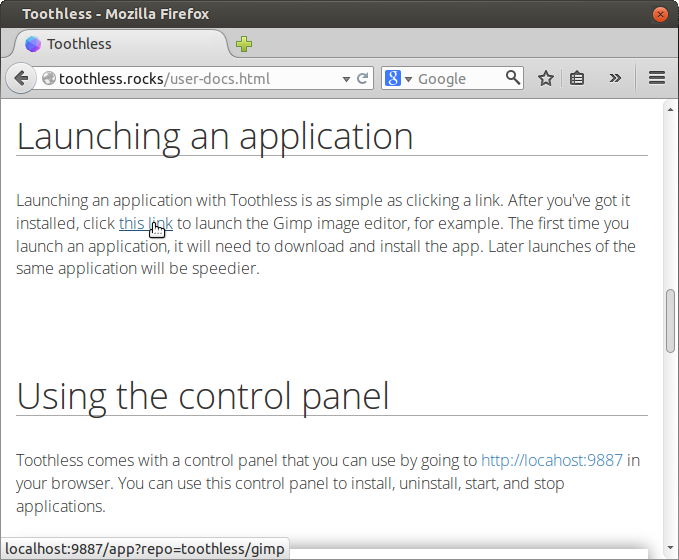 Toothless - Mozilla Firefox
Toothless
toothless.rocks/user-docs.html
Google
Launching an application
Launching an application with Toothless is as simple as clicking a link. After you've got it
installed, click this link to launch the Gimp image editor, for example. The first time you
launch an application, it will need to download and install the app. Later launches of the
same application will be speedier.
Using the control panel
Toothless comes with a control panel that you can use by going to http://locahost:9887 in
your browser. You can use this control panel to install, uninstall, start, and stop
applications.
localhost:9887/app?repo=toothless/gimp